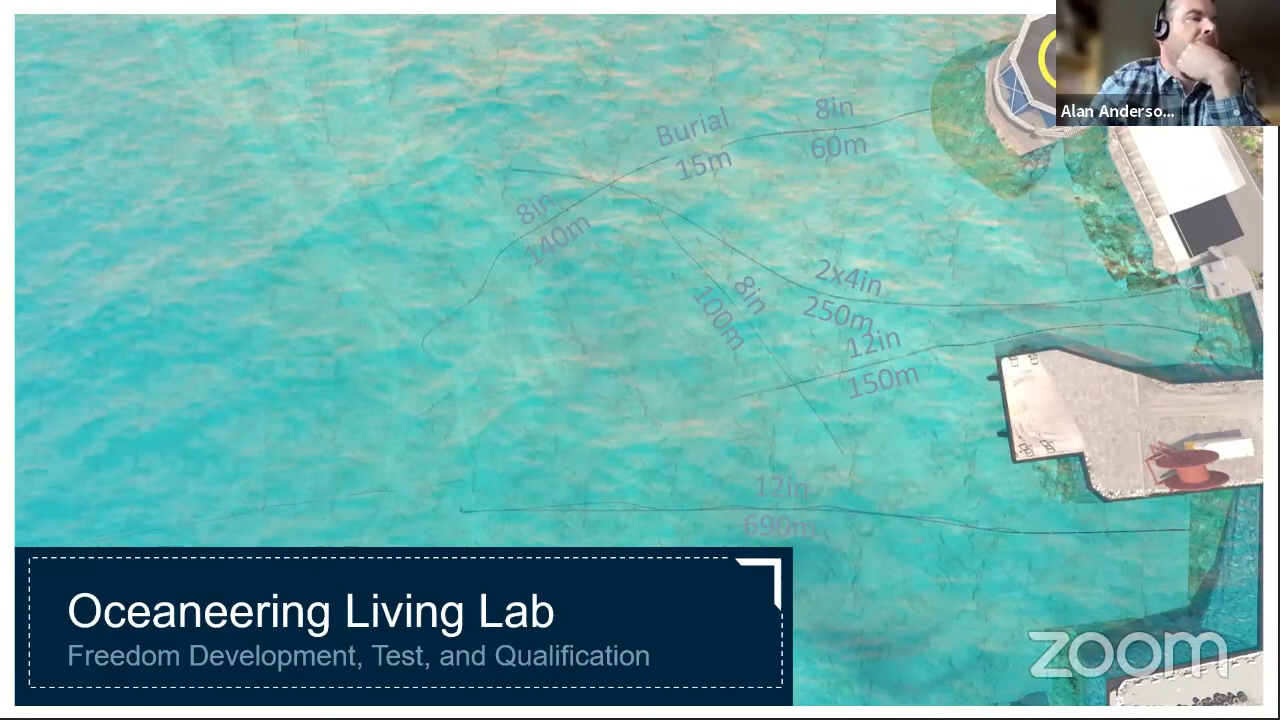 Alan Anderso...
8in
60m
Burial
15m
8in
140m
2x4in
250m
8in
100m
12in
150m
12in
690m
Oceaneering Living Lab
Freedom Development, Test, and Qualification
zoom